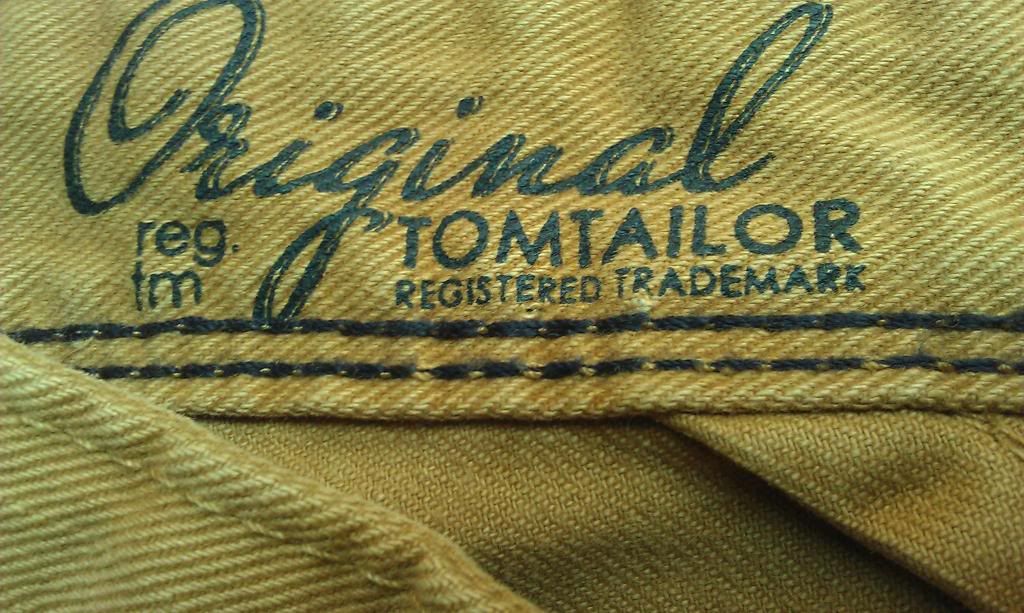 Original
reg. TOMTAILOR
tm REGISTERED TRADEMARK